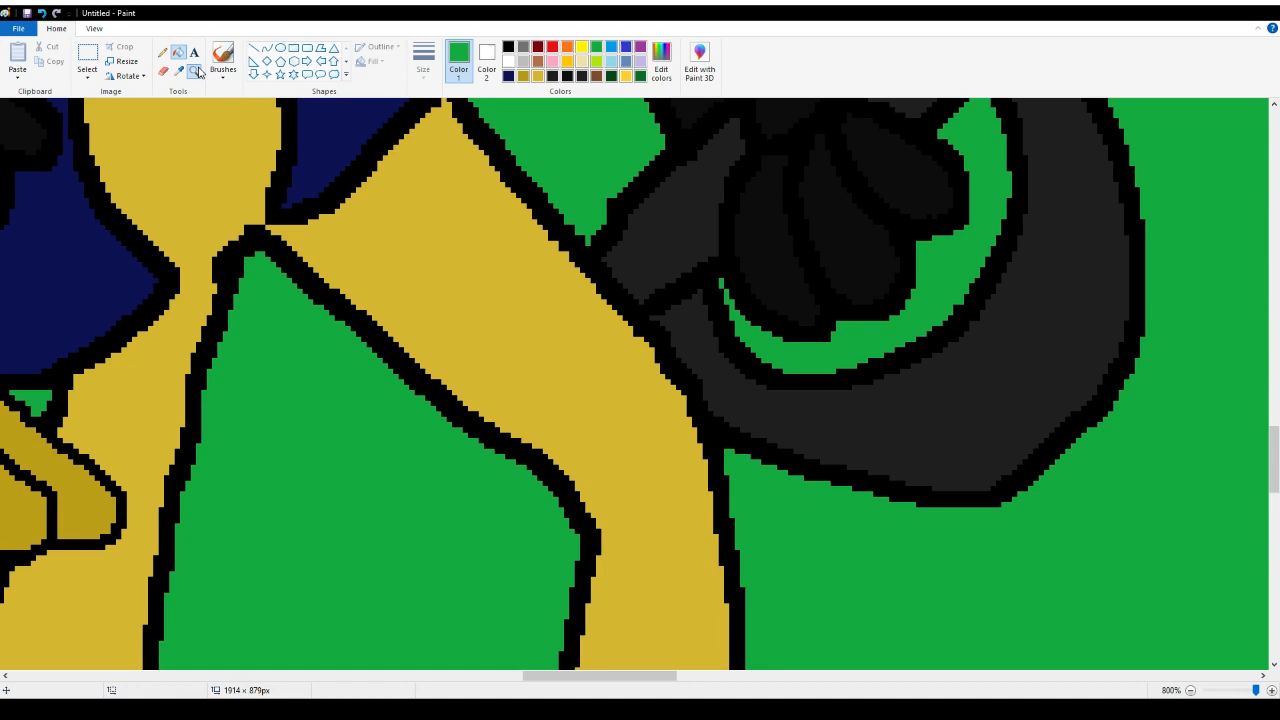 Untitled - Paint
File Home View
Paste
Cut
Copy
Clipboard
Select
Crop
Resize
Rotate
Image
A
Tools
Brushes
Outline
Fill
Shapes
Size
Color
1
Color
2
Edit
colors
Colors
Edit with
Paint 3D
1914 × 879px
800%